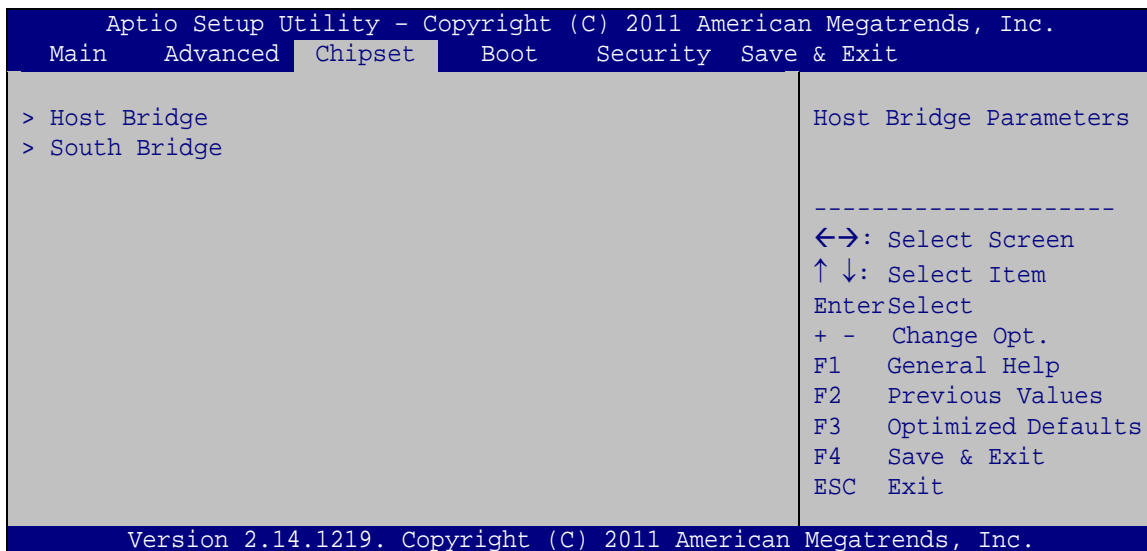 Aptio Setup Utility – Copyright (C) 2011 American Megatrends, Inc.
Main Advanced Chipset Boot Security Save & Exit
> Host Bridge
> South Bridge
Host Bridge Parameters
---------------------
←→: Select Screen
↑ ↓: Select Item
EnterSelect
+ - Change Opt.
F1 General Help
F2 Previous Values
F3 Optimized Defaults
F4 Save & Exit
ESC Exit
Version 2.14.1219. Copyright (C) 2011 American Megatrends, Inc.